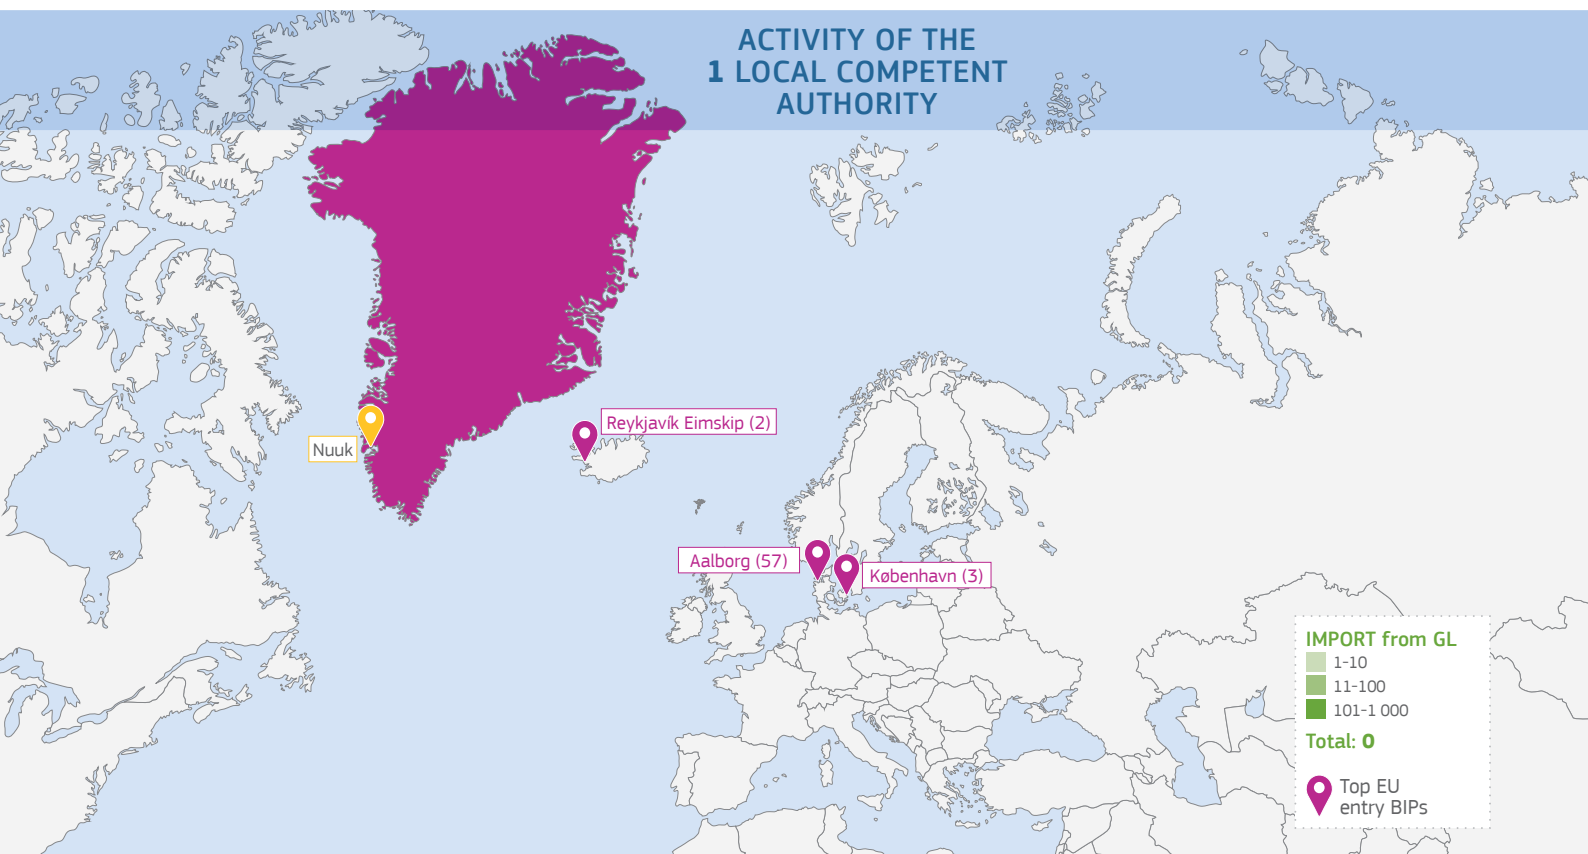 ACTIVITY OF THE
1 LOCAL COMPETENT
AUTHORITY
Nuuk
Reykjavík Eimskip (2)
Aalborg (57)
København (3)
IMPORT from GL
1-10
11-100
101-1 000
Total: 0
Top EU
entry BIPs